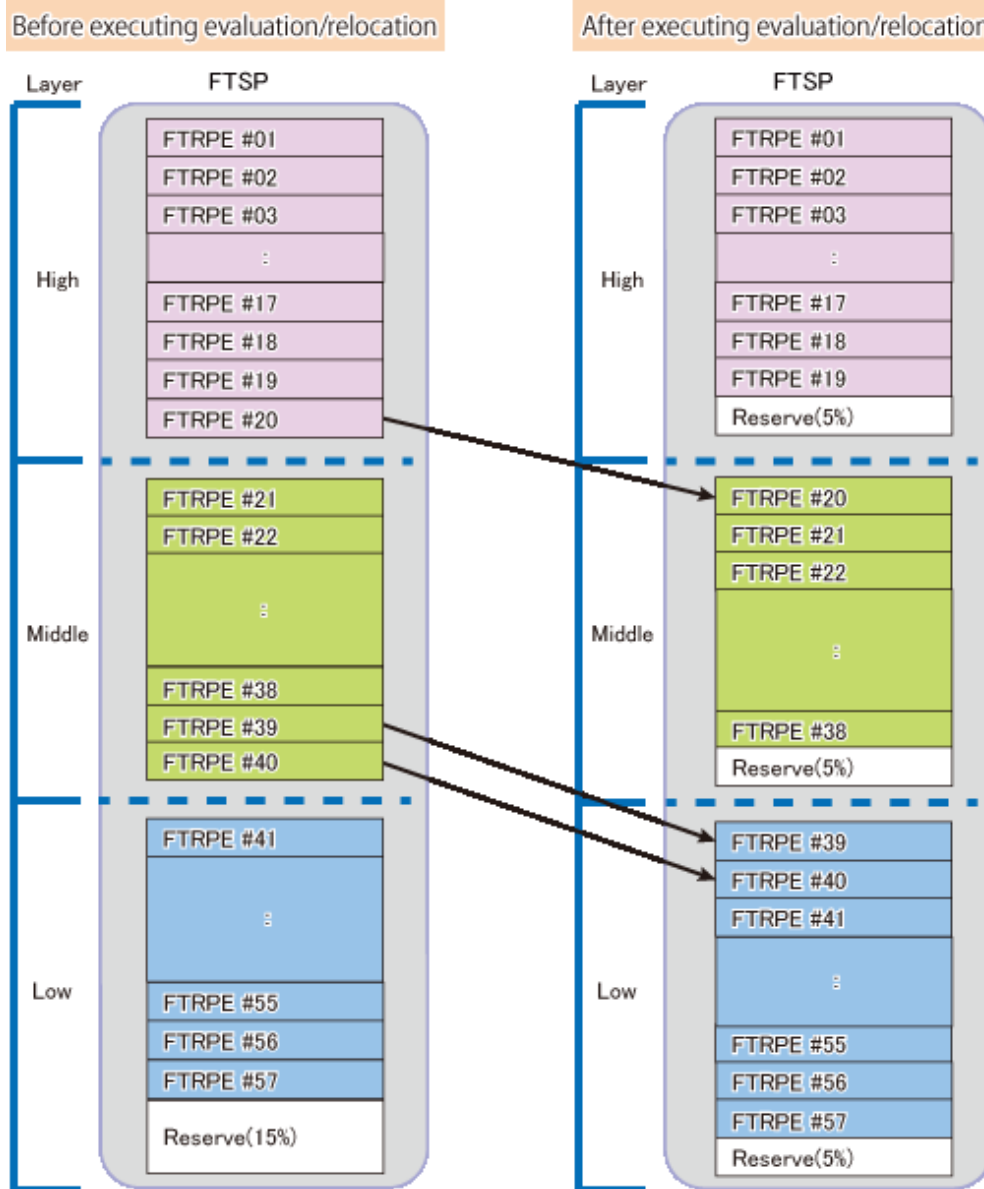 Before executing evaluation/relocation
Layer
FTSP
High
FTRPE #01
FTRPE #02
FTRPE #03
:
FTRPE #17
FTRPE #18
FTRPE #19
FTRPE #20
Middle
FTRPE #21
FTRPE #22
:
FTRPE #38
FTRPE #39
FTRPE #40
Low
FTRPE #41
:
FTRPE #55
FTRPE #56
FTRPE #57
Reserve(15%)
After executing evaluation/relocation
Layer
FTSP
High
FTRPE #01
FTRPE #02
FTRPE #03
:
FTRPE #17
FTRPE #18
FTRPE #19
Reserve(5%)
Middle
FTRPE #20
FTRPE #21
FTRPE #22
:
FTRPE #38
Reserve(5%)
Low
FTRPE #39
FTRPE #40
FTRPE #41
:
FTRPE #55
FTRPE #56
FTRPE #57
Reserve(5%)